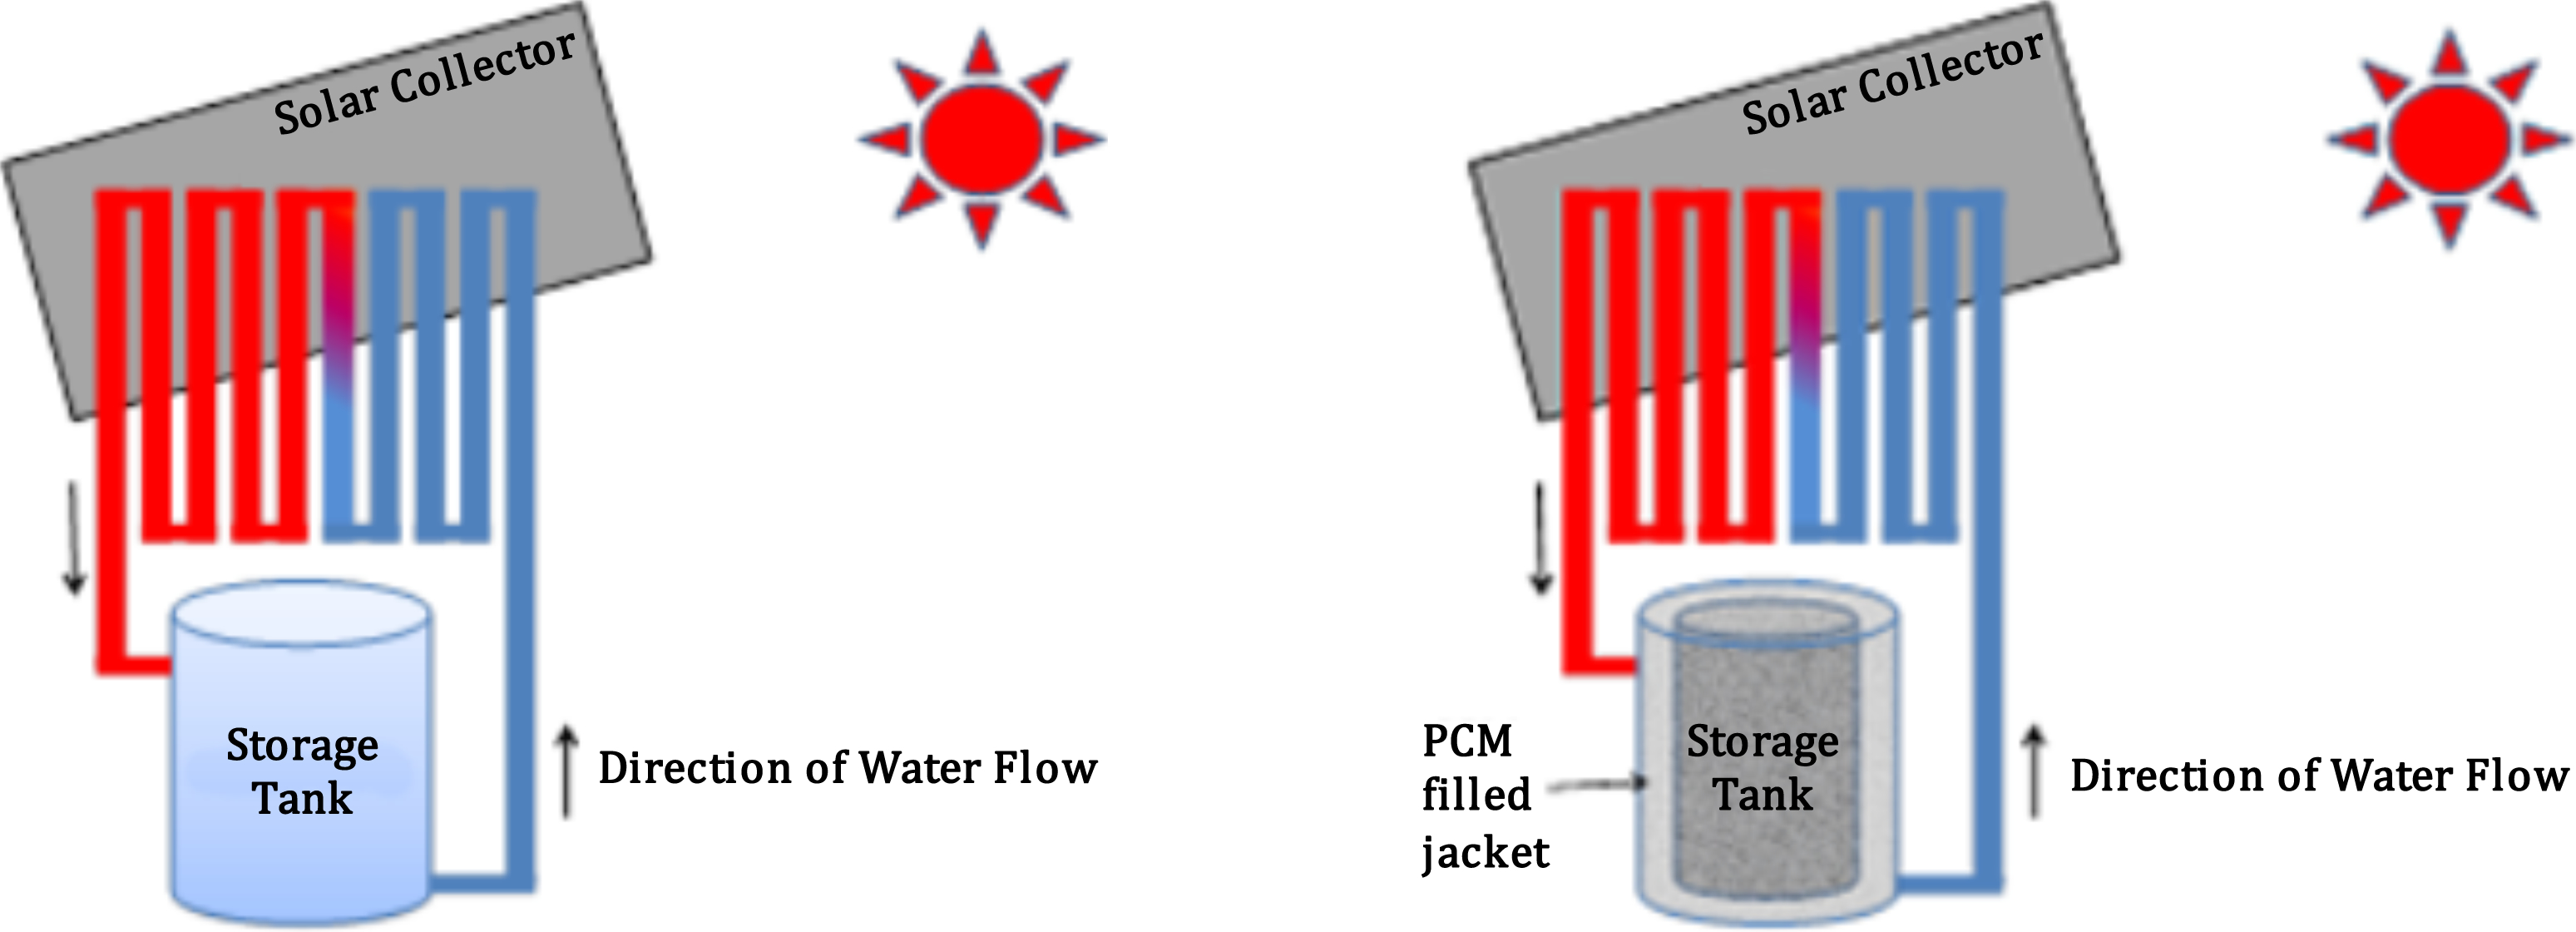 Solar Collector
Storage
Tank
Direction of Water Flow
Solar Collector
PCM
filled
jacket
Storage
Tank
Direction of Water Flow